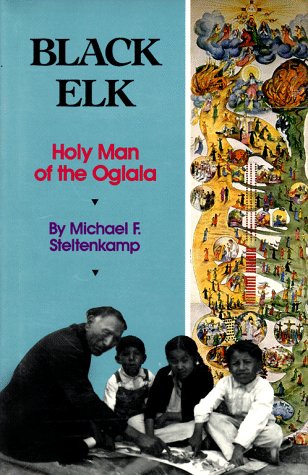 BLACK
ELK
Holy Man
of the Oglala
By Michael F.
Steltenkamp